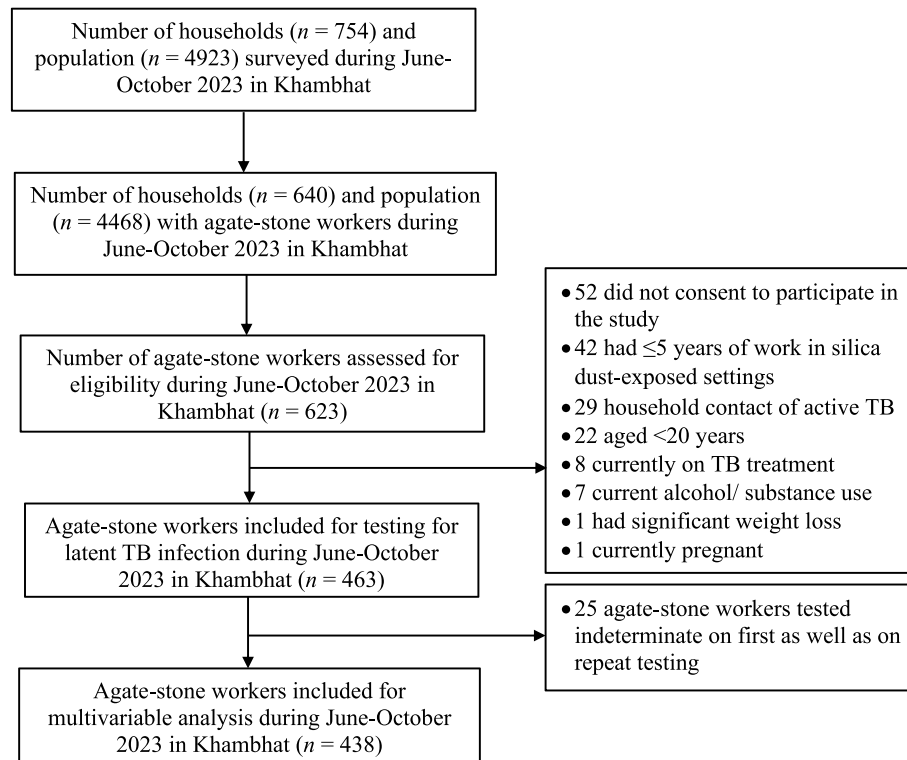 Number of households (n = 754) and
population (n = 4923) surveyed during June-
October 2023 in Khambhat
Number of households (n = 640) and population
(n = 4468) with agate-stone workers during
June-October 2023 in Khambhat
Number of agate-stone workers assessed for
eligibility during June-October 2023 in
Khambhat (n = 623)
• 52 did not consent to participate in
the study
• 42 had ≤5 years of work in silica
dust-exposed settings
• 29 household contact of active TB
• 22 aged <20 years
• 8 currently on TB treatment
• 7 current alcohol/ substance use
• 1 had significant weight loss
• 1 currently pregnant
Agate-stone workers included for testing for
latent TB infection during June-October
2023 in Khambhat (n = 463)
• 25 agate-stone workers tested
indeterminate on first as well as on
repeat testing
Agate-stone workers included for
multivariable analysis during June-October
2023 in Khambhat (n = 438)